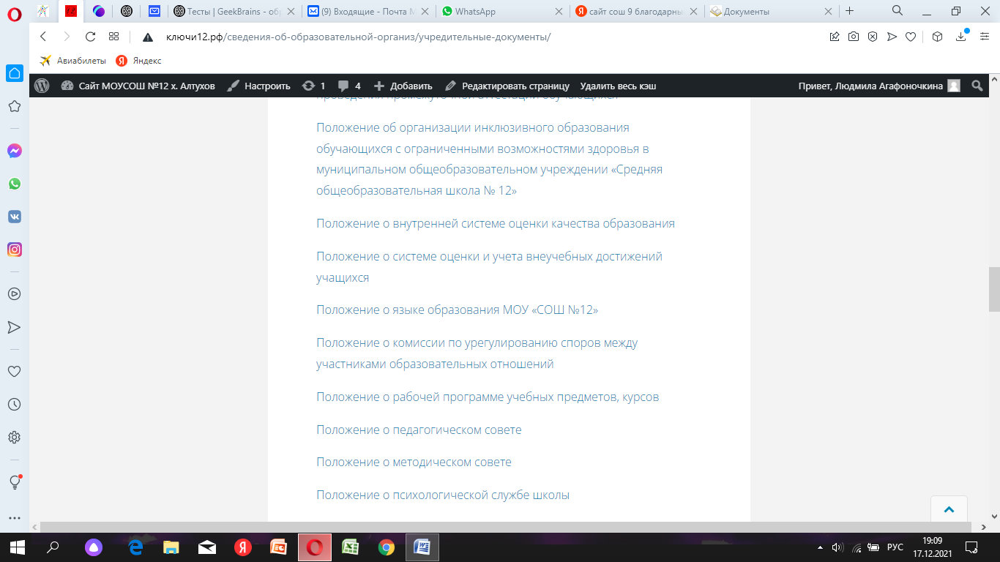 Тесты | GeekBrains - об
(9) Входящие - Почта M
WhatsApp
сайт сош 9 благодарны
Документы
ключи12.рф/сведения-об-образовательной-организ/учредительные-документы/
Авиабилеты
Яндекс
Сайт МОУСОШ №12 х. Алтухов
Настроить
1
4
Добавить
Редактировать страницу
Удалить весь кэш
Привет, Людмила Агафоночкина
проведения промежуточной аттестации обучающихся
Положение об организации инклюзивного образования
обучающихся с ограниченными возможностями здоровья в
муниципальном общеобразовательном учреждении «Средняя
общеобразовательная школа № 12»
Положение о внутренней системе оценки качества образования
Положение о системе оценки и учета внеучебных достижений
учащихся
Положение о языке образования МОУ «СОШ №12»
Положение о комиссии по урегулированию споров между
участниками образовательных отношений
Положение о рабочей программе учебных предметов, курсов
Положение о педагогическом совете
Положение о методическом совете
Положение о психологической службе школы
РУС
19:09
17.12.2021